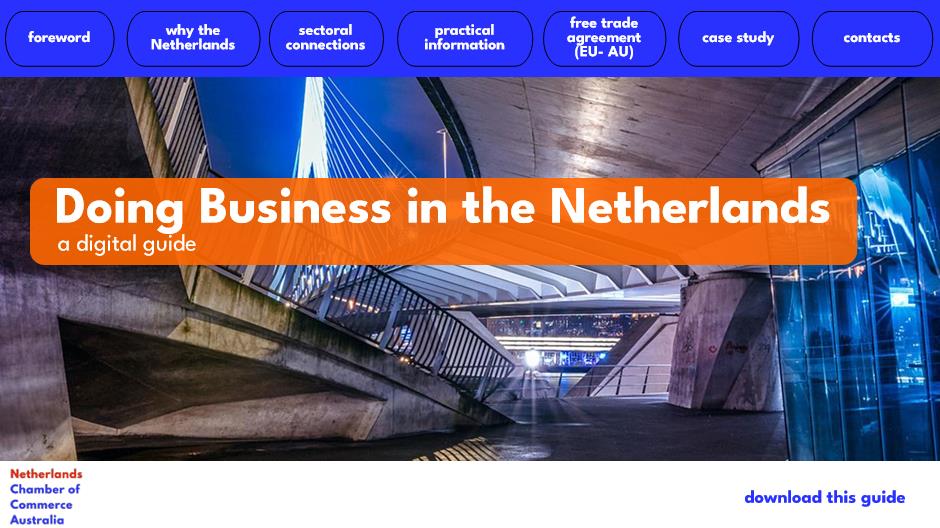 foreword
why the
Netherlands
sectoral
connections
practical
information
free trade
agreement
(EU- AU)
case study
contacts
Doing Business in the Netherlands
a digital guide
Netherlands
Chamber of
Commerce
Australia
download this guide